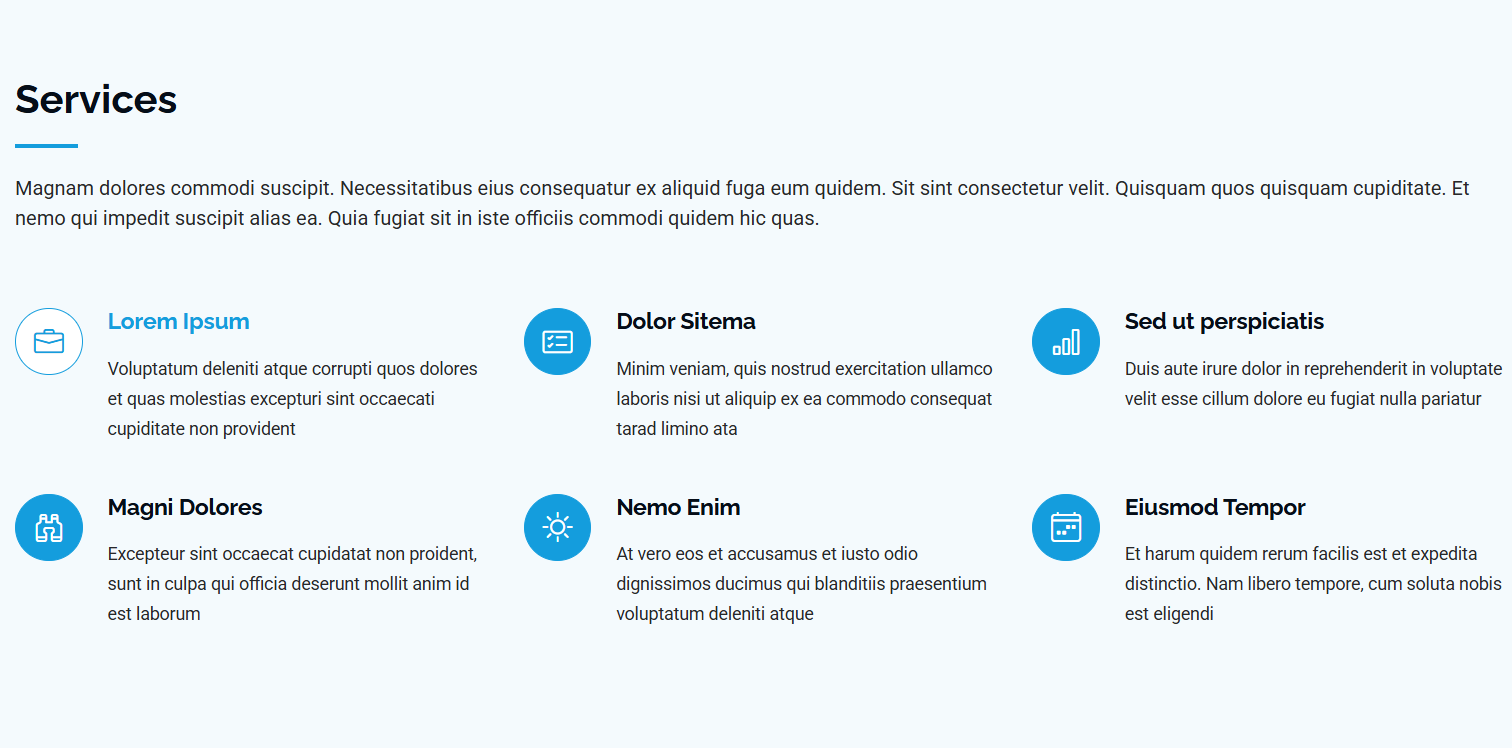 Services
Magnam dolores commodi suscipit. Necessitatibus eius consequatur ex aliquid fuga eum quidem. Sit sint consectetur velit. Quisquam quos quisquam cupiditate. Et
nemo qui impedit suscipit alias ea. Quia fugiat sit in iste officiis commodi quidem hic quas.
Lorem Ipsum
Voluptatum deleniti atque corrupti quos dolores
et quas molestias excepturi sint occaecati
cupiditate non provident
Dolor Sitema
Minim veniam, quis nostrud exercitation ullamco
laboris nisi ut aliquip ex ea commodo consequat
tarad limino ata
Sed ut perspiciatis
Duis aute irure dolor in reprehenderit in voluptate
velit esse cillum dolore eu fugiat nulla pariatur
Magni Dolores
Excepteur sint occaecat cupidatat non proident,
sunt in culpa qui officia deserunt mollit anim id
est laborum
Nemo Enim
At vero eos et accusamus et iusto odio
dignissimos ducimus qui blanditiis praesentium
voluptatum deleniti atque
Eiusmod Tempor
Et harum quidem rerum facilis est et expedita
distinctio. Nam libero tempore, cum soluta nobis
est eligendi